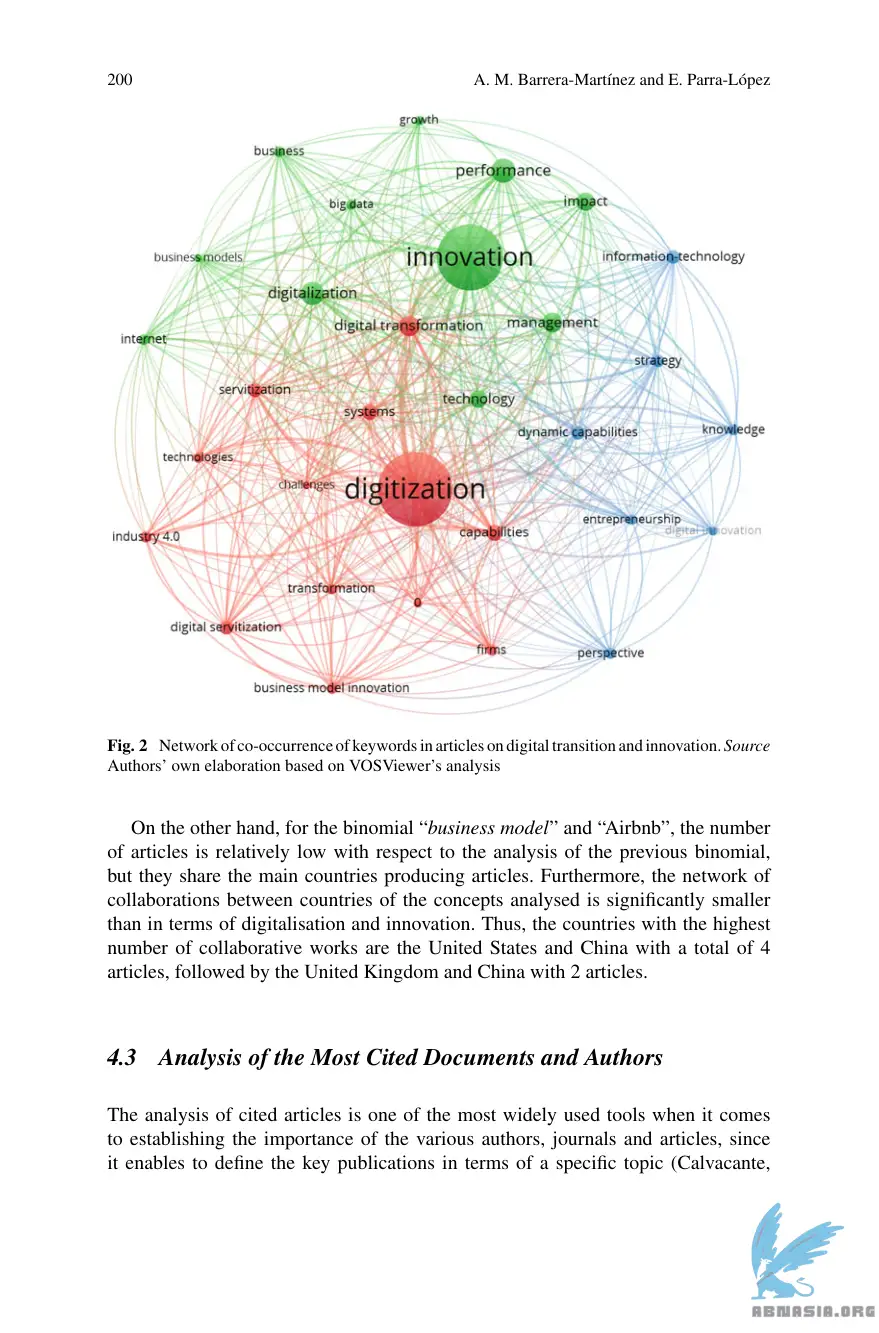 200 A. M. Barrera-Martínez and E. Parra-López
growth
business
performance
big data
impact
innovation
business models
information-technology
digitalization
digital transformation
management
internet
strategy
servitization
technology
systems
knowledge
dynamic capabilities
technologies
challenges
digitization
entrepreneurship
digital innovation
industry 4.0
capabilities
transformation
0
digital servitization
firms
perspective
business model innovation
Fig. 2 Network of co-occurrence of keywords in articles on digital transition and innovation. Source
Authors’ own elaboration based on VOSViewer’s analysis
On the other hand, for the binomial “business model” and “Airbnb”, the number
of articles is relatively low with respect to the analysis of the previous binomial,
but they share the main countries producing articles. Furthermore, the network of
collaborations between countries of the concepts analysed is significantly smaller
than in terms of digitalisation and innovation. Thus, the countries with the highest
number of collaborative works are the United States and China with a total of 4
articles, followed by the United Kingdom and China with 2 articles.
4.3 Analysis of the Most Cited Documents and Authors
The analysis of cited articles is one of the most widely used tools when it comes
to establishing the importance of the various authors, journals and articles, since
it enables to define the key publications in terms of a specific topic (Calvacante,
ABNASIA.ORG